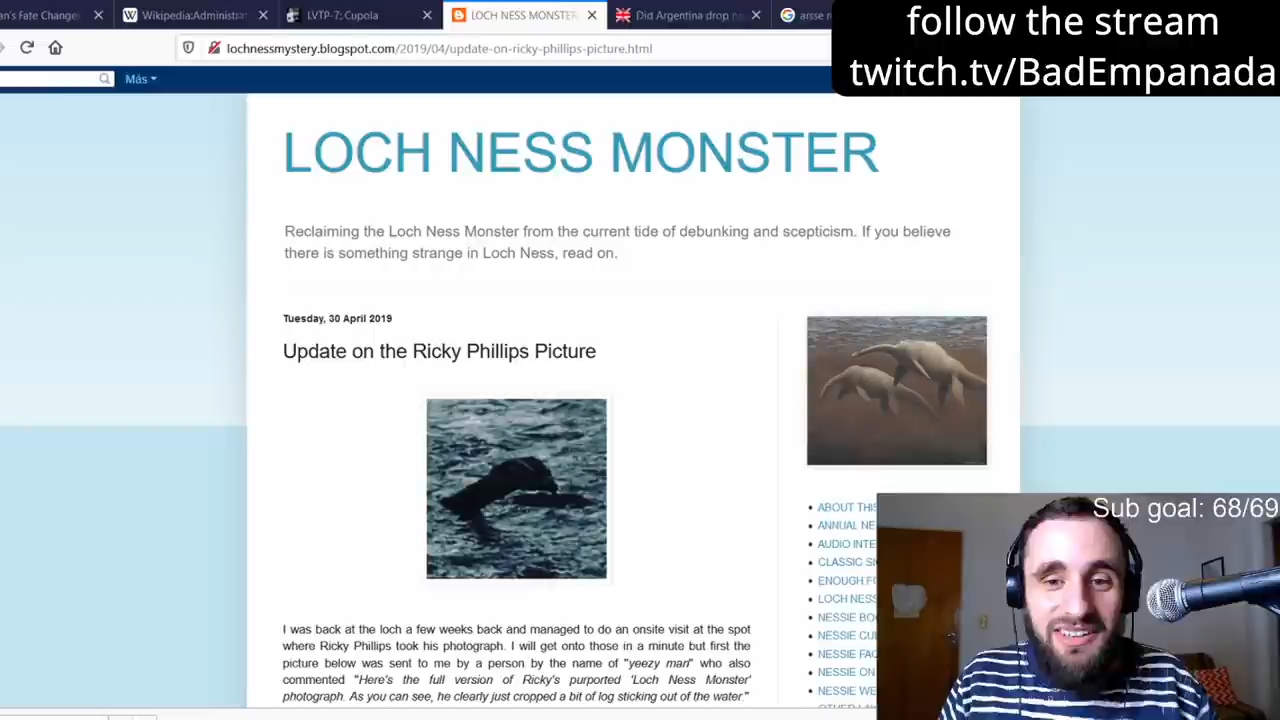 an's Fate Change
Wikipedia:Administrat
LVTP-7: Cupola
LOCH NESS MONSTER
Did Argentina drop n
arsse r
follow the stream
twitch.tv/BadEmpanada
lochnessmystery.blogspot.com/2019/04/update-on-ricky-phillips-picture.html
Más
LOCH NESS MONSTER
Reclaiming the Loch Ness Monster from the current tide of debunking and scepticism. If you believe
there is something strange in Loch Ness, read on.
Tuesday, 30 April 2019
Update on the Ricky Phillips Picture
I was back at the loch a few weeks back and managed to do an onsite visit at the spot
where Ricky Phillips took his photograph. I will get onto those in a minute but first the
picture below was sent to me by a person by the name of "yeezy man" who also
commented "Here's the full version of Ricky's purported 'Loch Ness Monster'
photograph. As you can see, he clearly just cropped a bit of log sticking out of the water."
ABOUT THIS
ANNUAL NE
AUDIO INTE
CLASSIC SI
ENOUGH FO
LOCH NESS
NESSIE BO
NESSIE CU
NESSIE FAQ
NESSIE ON
NESSIE WE
Sub goal: 68/69